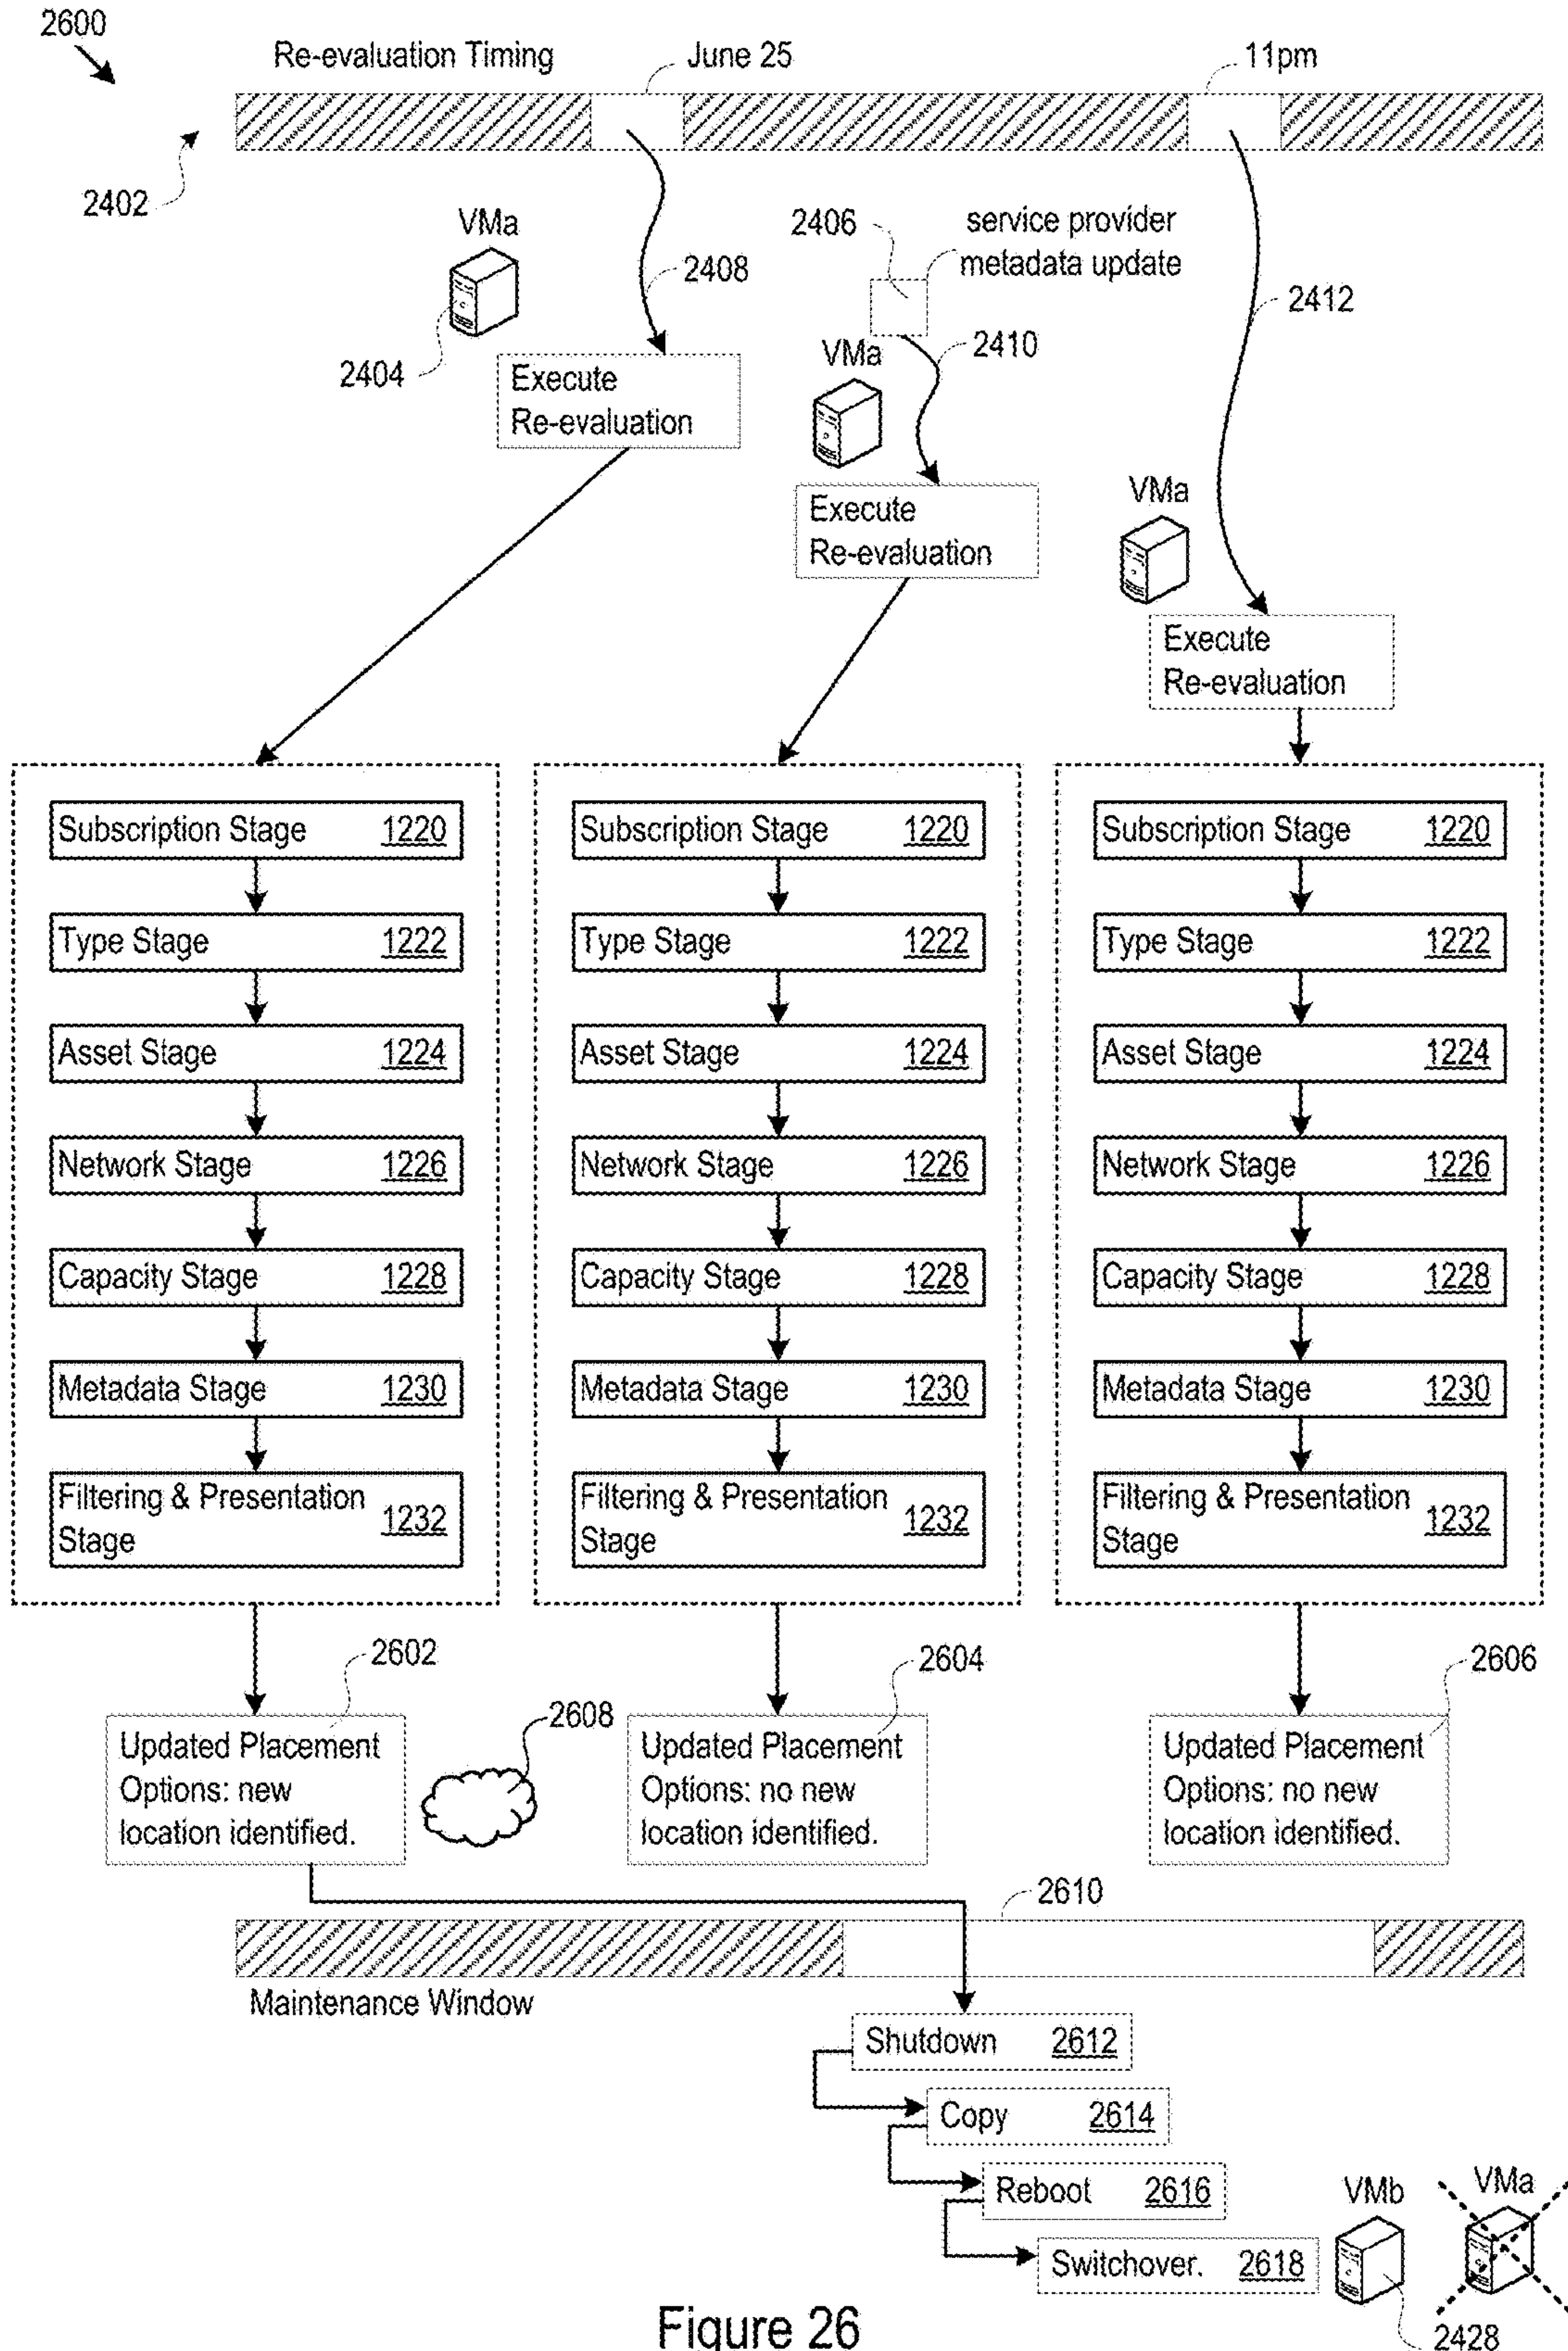 2600
Re-evaluation Timing
June 25
11pm
2402
VMa
2408
2404
Execute
Re-evaluation
2406
service provider
metadata update
VMa
2410
Execute
Re-evaluation
2412
VMa
Execute
Re-evaluation
Subscription Stage 1220
Type Stage 1222
Asset Stage 1224
Network Stage 1226
Capacity Stage 1228
Metadata Stage 1230
Filtering & Presentation
Stage 1232
Subscription Stage 1220
Type Stage 1222
Asset Stage 1224
Network Stage 1226
Capacity Stage 1228
Metadata Stage 1230
Filtering & Presentation
Stage 1232
Subscription Stage 1220
Type Stage 1222
Asset Stage 1224
Network Stage 1226
Capacity Stage 1228
Metadata Stage 1230
Filtering & Presentation
Stage 1232
2602
Updated Placement
Options: new
location identified.
2608
2604
Updated Placement
Options: no new
location identified.
2606
Updated Placement
Options: no new
location identified.
2610
Maintenance Window
Shutdown 2612
Copy 2614
Reboot 2616
Switchover. 2618
VMb
VMa
2428
Figure 26